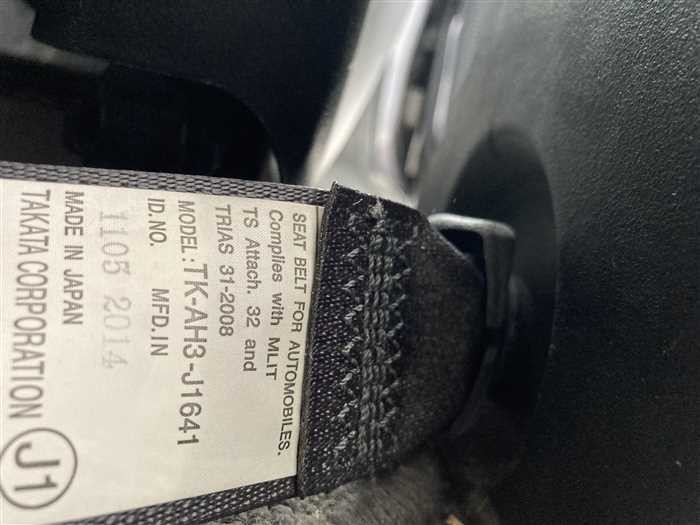 SEAT BELT FOR AUTOMOBILES.
Complies with MLIT
TS Attach. 32 and
TRIAS 31-2008
MODEL: TK-AH3-J1641
ID.NO. MFD.IN
1105 2014
MADE IN JAPAN
TAKATA CORPORATION J1